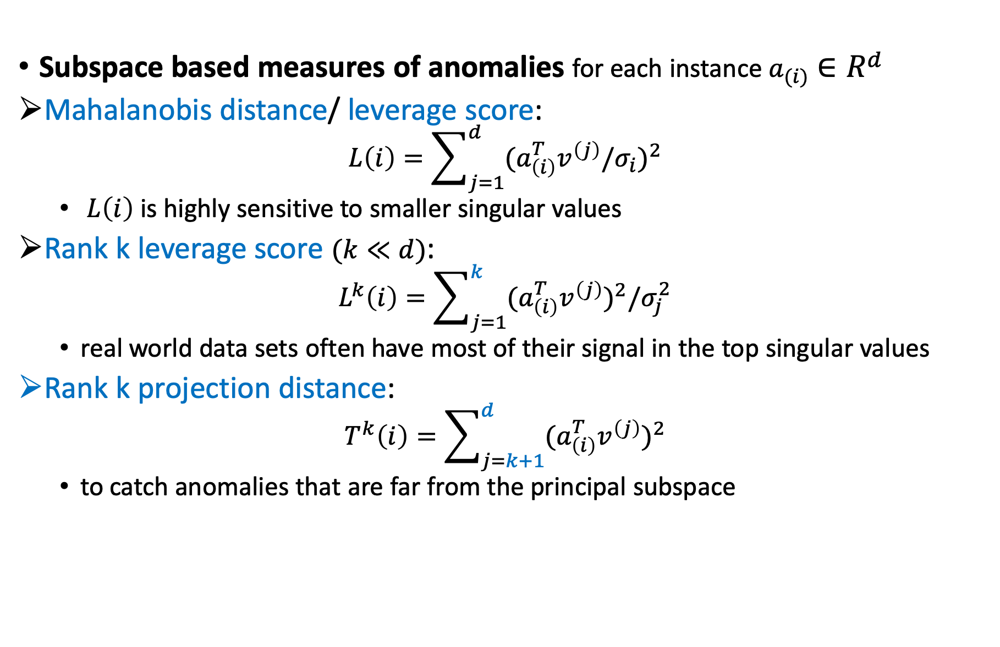 • Subspace based measures of anomalies for each instance $a_{(i)} \in R^d$
➢Mahalanobis distance/ leverage score:
$L(i) = \sum_{j=1}^{d} (a_{(i)}^T v^{(j)}/\sigma_i)^2$
• $L(i)$ is highly sensitive to smaller singular values
➢Rank k leverage score $(k \ll d)$:
$L^k(i) = \sum_{j=1}^{k} (a_{(i)}^T v^{(j)})^2/\sigma_j^2$
• real world data sets often have most of their signal in the top singular values
➢Rank k projection distance:
$T^k(i) = \sum_{j=k+1}^{d} (a_{(i)}^T v^{(j)})^2$
• to catch anomalies that are far from the principal subspace